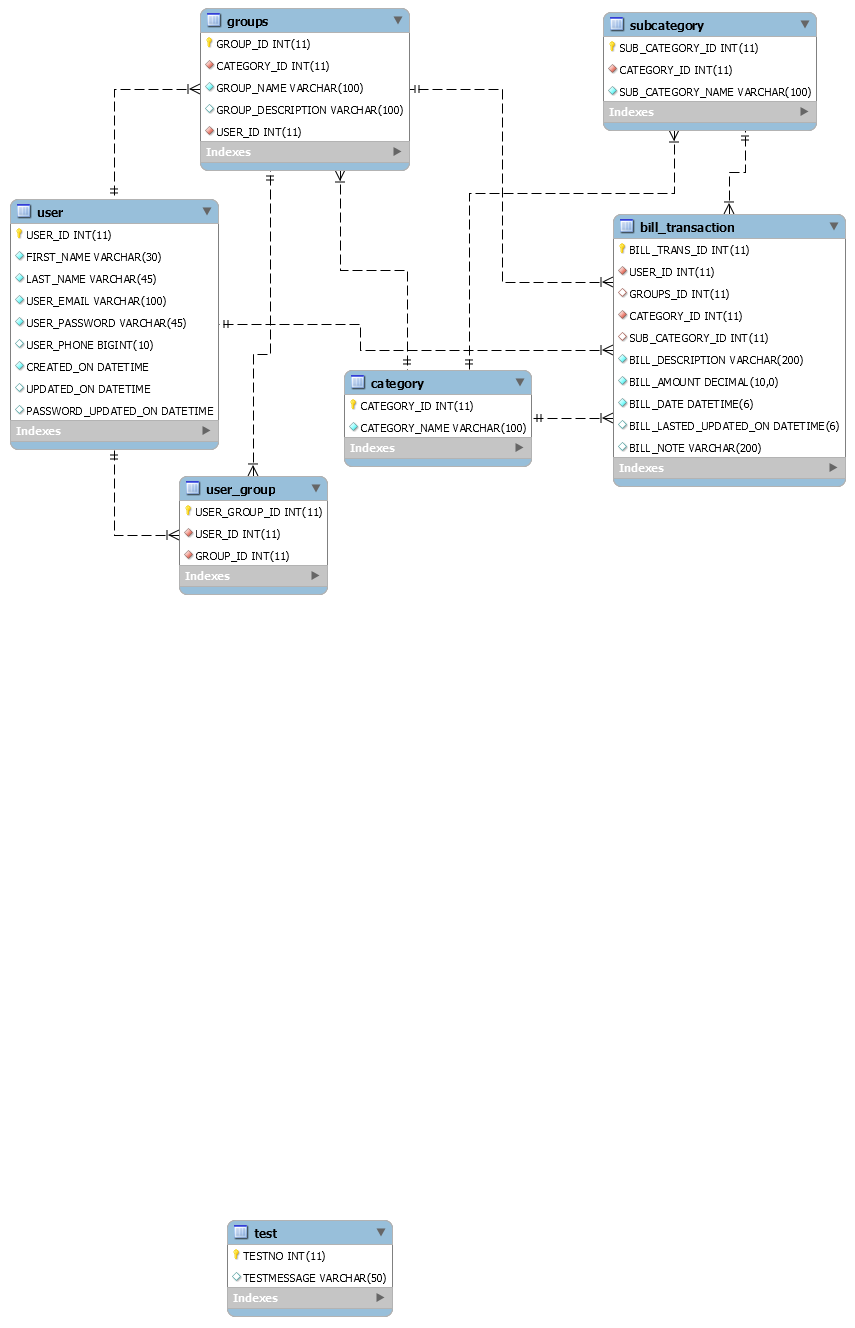 groups
GROUP_ID INT(11)
CATEGORY_ID INT(11)
GROUP_NAME VARCHAR(100)
GROUP_DESCRIPTION VARCHAR(100)
USER_ID INT(11)
Indexes
subcategory
SUB_CATEGORY_ID INT(11)
CATEGORY_ID INT(11)
SUB_CATEGORY_NAME VARCHAR(100)
Indexes
user
USER_ID INT(11)
FIRST_NAME VARCHAR(30)
LAST_NAME VARCHAR(45)
USER_EMAIL VARCHAR(100)
USER_PASSWORD VARCHAR(45)
USER_PHONE BIGINT(10)
CREATED_ON DATETIME
UPDATED_ON DATETIME
PASSWORD_UPDATED_ON DATETIME
Indexes
bill_transaction
BILL_TRANS_ID INT(11)
USER_ID INT(11)
GROUPS_ID INT(11)
CATEGORY_ID INT(11)
SUB_CATEGORY_ID INT(11)
BILL_DESCRIPTION VARCHAR(200)
BILL_AMOUNT DECIMAL(10,0)
BILL_DATE DATETIME(6)
BILL_LASTED_UPDATED_ON DATETIME(6)
BILL_NOTE VARCHAR(200)
Indexes
category
CATEGORY_ID INT(11)
CATEGORY_NAME VARCHAR(100)
Indexes
user_group
USER_GROUP_ID INT(11)
USER_ID INT(11)
GROUP_ID INT(11)
Indexes
test
TESTNO INT(11)
TESTMESSAGE VARCHAR(50)
Indexes